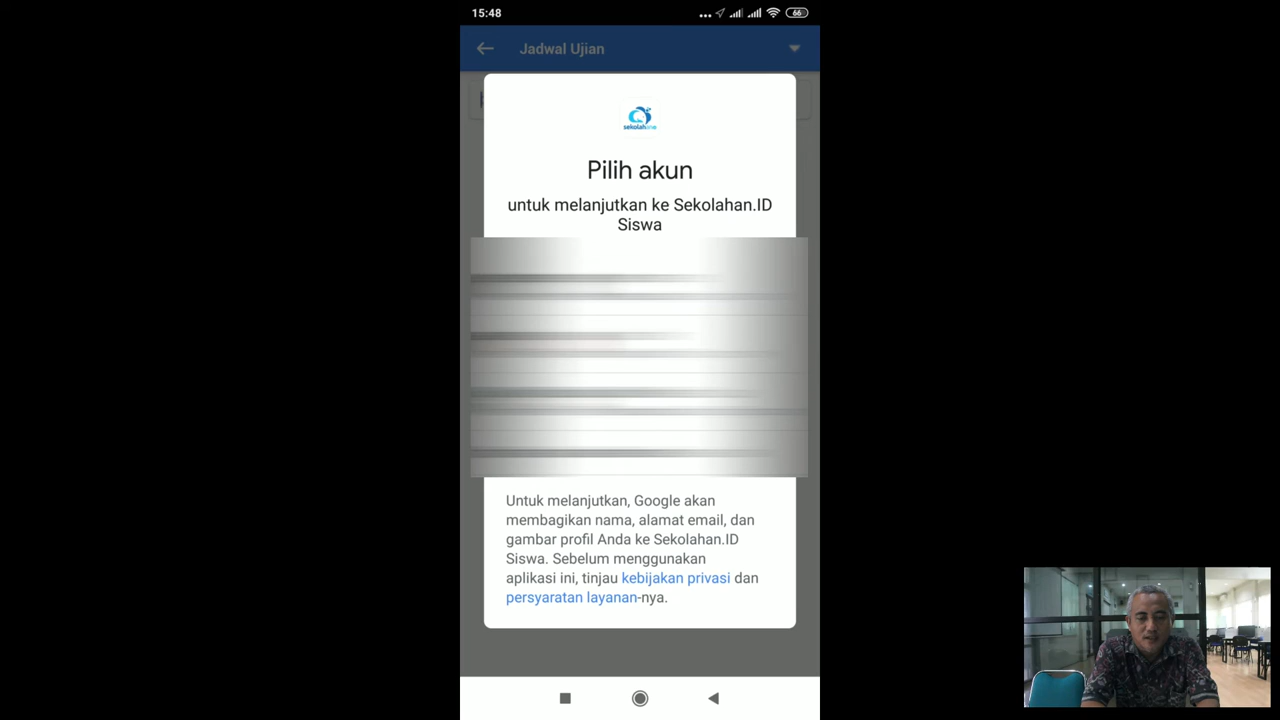 15:48
66
Jadwal Ujian
sekolahane
Pilih akun
untuk melanjutkan ke Sekolahan.ID
Siswa
Untuk melanjutkan, Google akan
membagikan nama, alamat email, dan
gambar profil Anda ke Sekolahan.ID
Siswa. Sebelum menggunakan
aplikasi ini, tinjau kebijakan privasi dan
persyaratan layanan-nya.